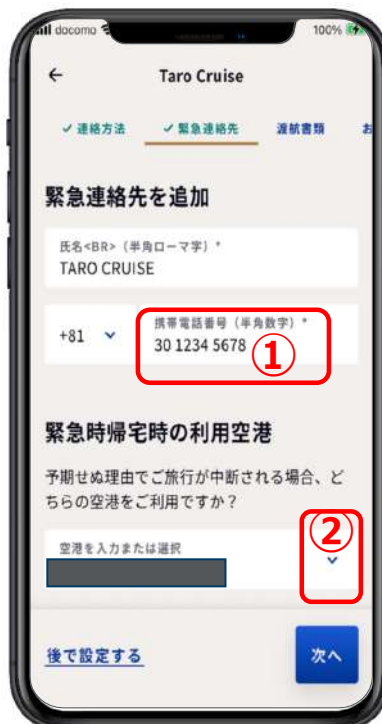 docomo
100%
← Taro Cruise
✓連絡方法 ✓緊急連絡先 渡航書類 お
緊急連絡先を追加
氏名<BR>（半角ローマ字）*
TARO CRUISE
携帯電話番号（半角数字）*
+81 30 1234 5678
①
緊急時帰宅時の利用空港
予期せぬ理由でご旅行が中断される場合、ど
ちらの空港をご利用ですか？
②
空港を入力または選択
後で設定する 次へ